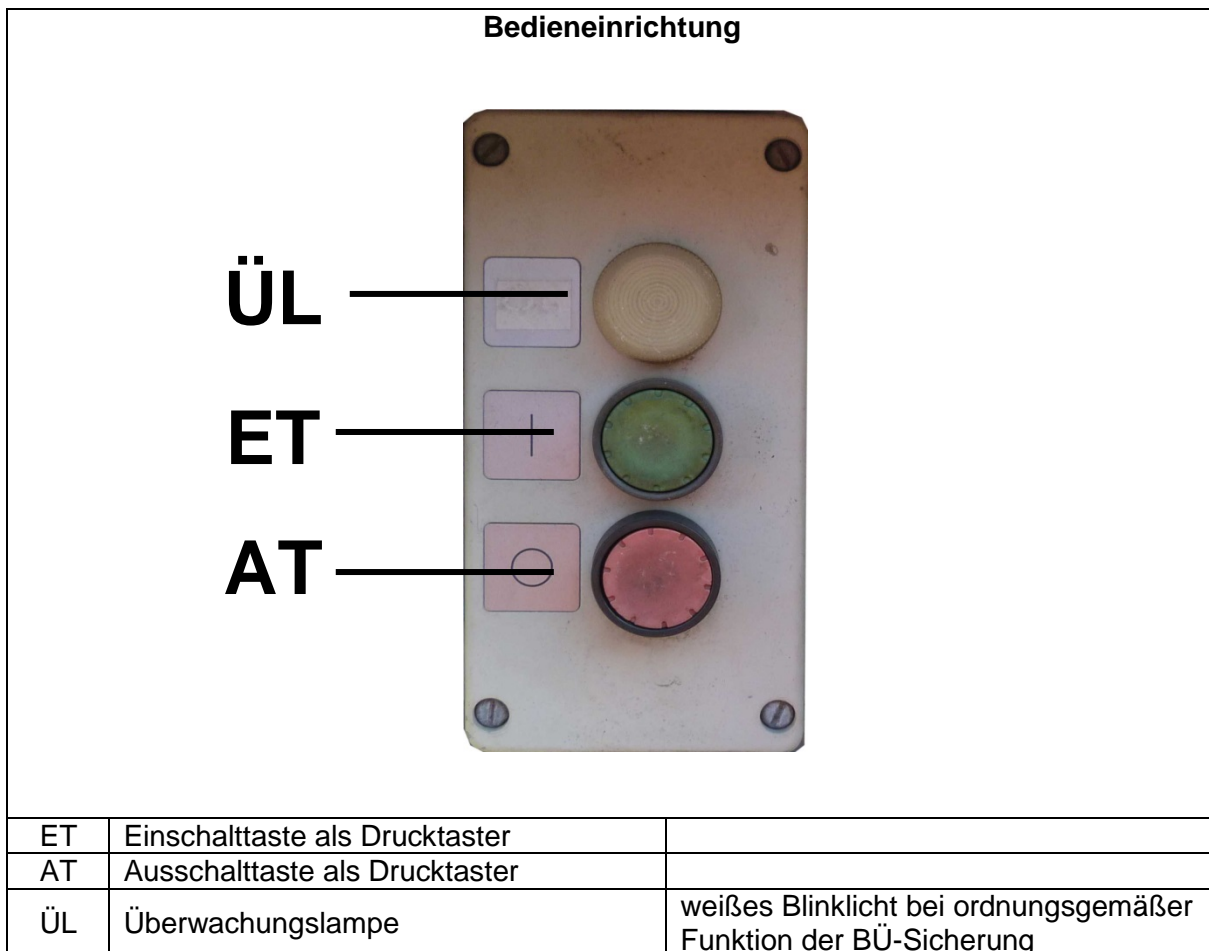 Bedieneinrichtung
ÜL
ET
AT
ET Einschalttaste als Drucktaster
AT Ausschalttaste als Drucktaster
ÜL Überwachungslampe weißes Blinklicht bei ordnungsgemäßer
Funktion der BÜ-Sicherung